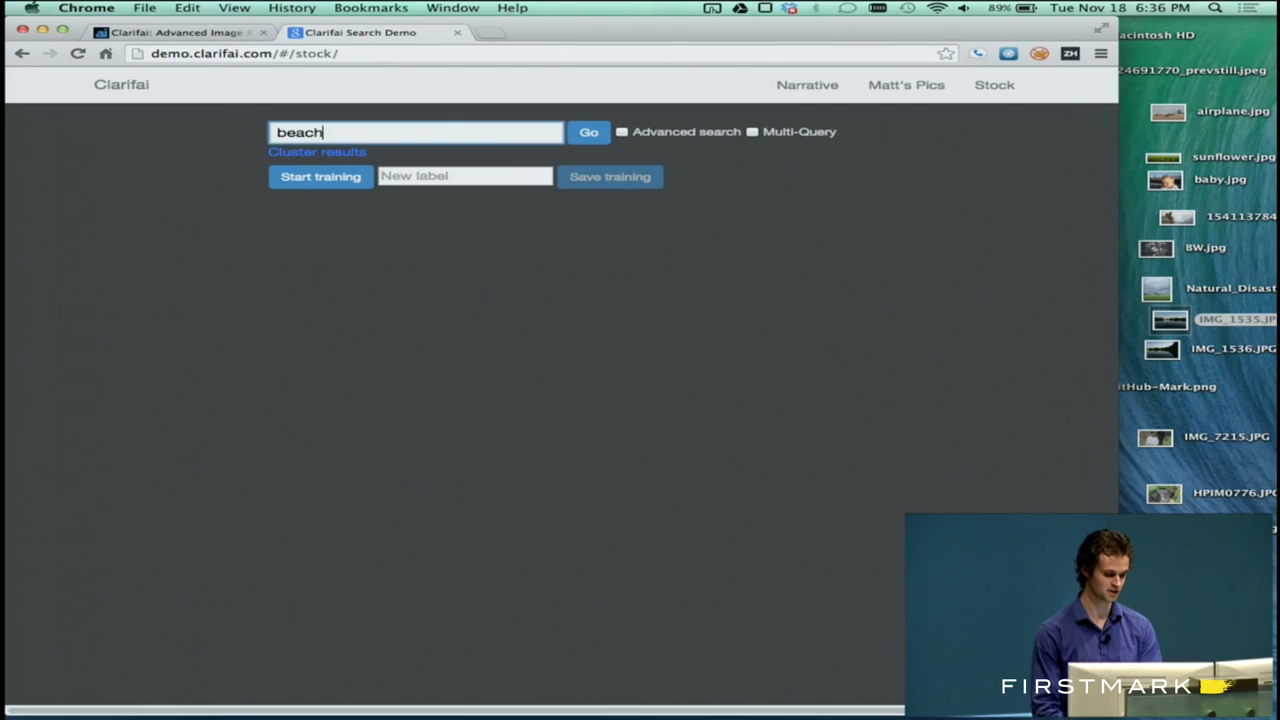 Chrome File Edit View History Bookmarks Window Help 89% Tue Nov 18 6:36 PM
Clarifai: Advanced Image R
Clarifai Search Demo
demo.clarifai.com/#/stock/
ZH
Clarifai Narrative Matt's Pics Stock
beach Go Advanced search Multi-Query
Cluster results
Start training New label Save training
acintosh HD
24691770_prevstill.jpeg
airplane.jpg
sunflower.jpg
baby.jpg
154113784
BW.jpg
Natural_Disast
IMG_1535.JP
IMG_1536.JPG
itHub-Mark.png
IMG_7215.JPG
HPIM0776.JPG
FIRSTMARK